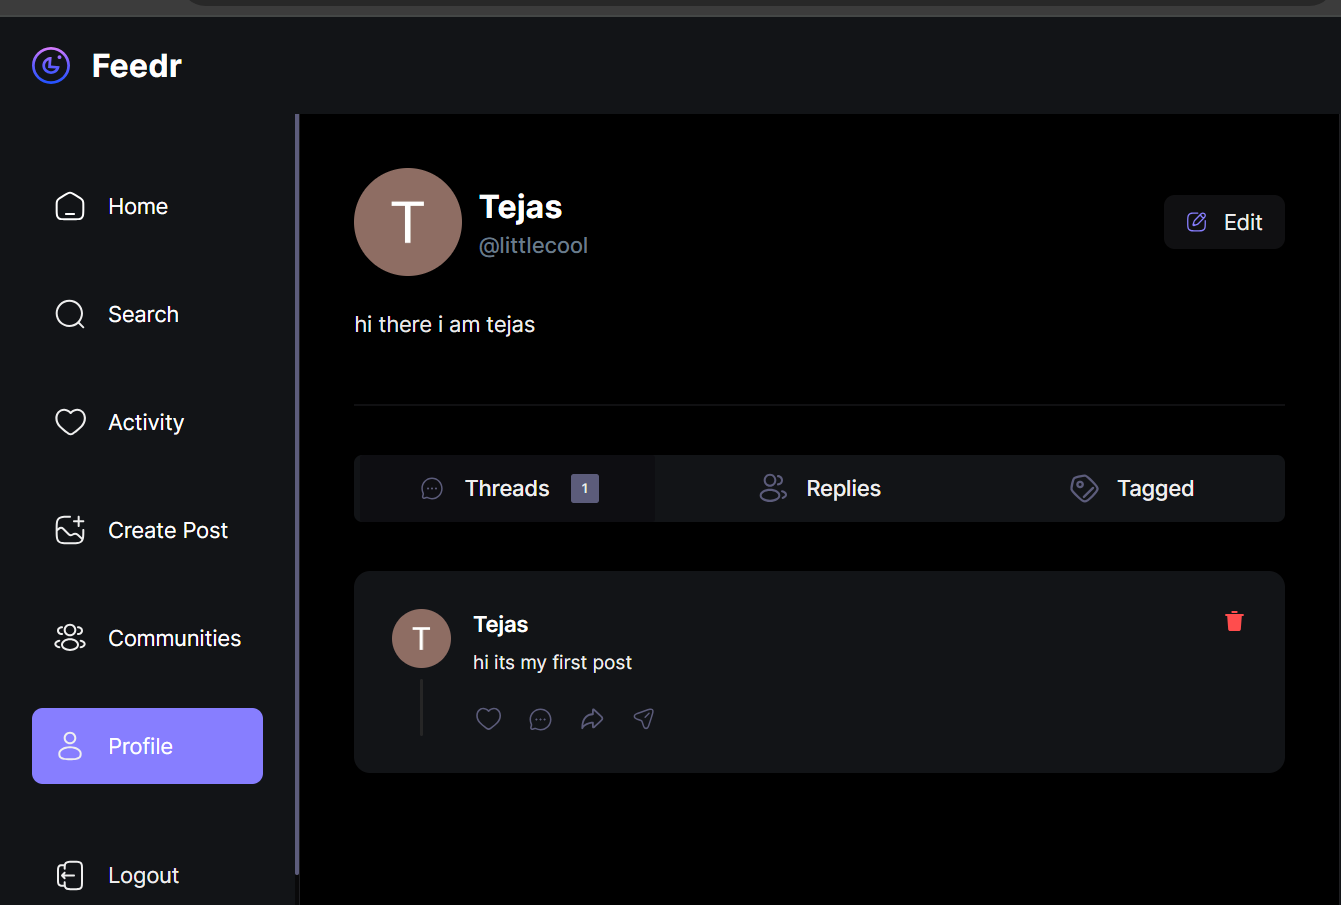 Feedr
Home
Search
Activity
Create Post
Communities
Profile
Logout
T
Tejas
@littlecool
Edit
hi there i am tejas
Threads 1
Replies
Tagged
T
Tejas
hi its my first post